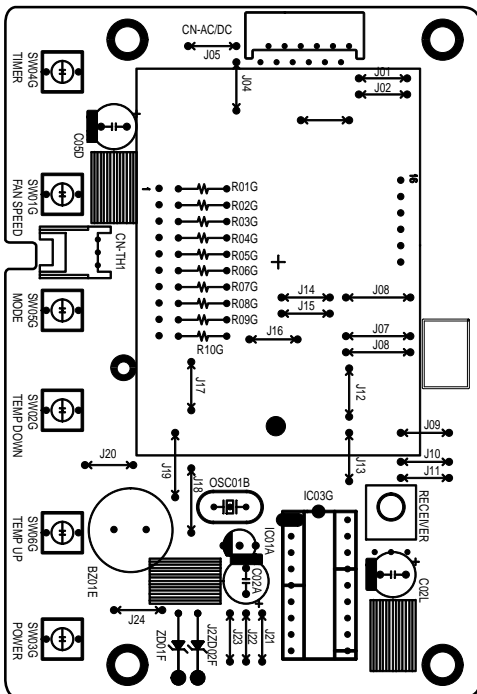 CN-AC/DC
J05
J04
J01
J02
SW04G
TIMER
C05D
+
1
16
SW01G
FAN SPEED
R01G
R02G
R03G
R04G
R05G
R06G
R07G
R08G
R09G
R10G
CN-TH1
J14
J15
J16
J08
J07
J08
SW05G
MODE
J17
J12
SW02G
TEMP DOWN
J09
J10
J11
J20
J19
J18
J13
OSC01B
IC03G
RECEIVER
SW06G
TEMP UP
BZ01E
IC01A
C02A
+
C02L
+
J24
SW03G
POWER
ZD01F
J2ZD02F
J23
J22
J21